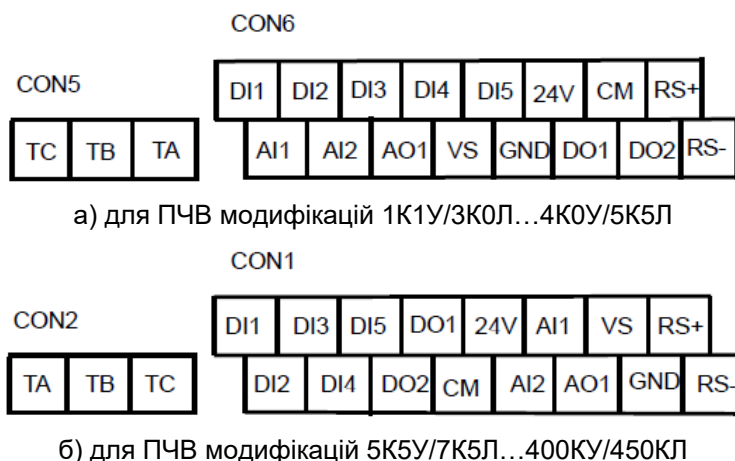 CON6
CON5
DI1 DI2 DI3 DI4 DI5 24V CM RS+
TC TB TA
AI1 AI2 AO1 VS GND DO1 DO2 RS-
а) для ПЧВ модифікацій 1К1У/3К0Л…4К0У/5К5Л
CON1
CON2
DI1 DI3 DI5 DO1 24V AI1 VS RS+
TA TB TC
DI2 DI4 DO2 CM AI2 AO1 GND RS-
б) для ПЧВ модифікацій 5К5У/7К5Л…400КУ/450КЛ